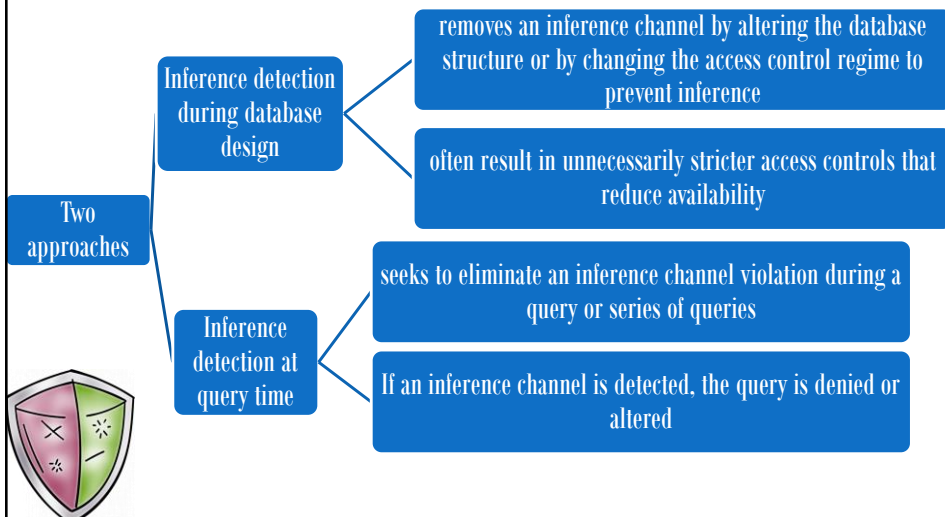 Two
approaches
Inference detection
during database
design
removes an inference channel by altering the database
structure or by changing the access control regime to
prevent inference
often result in unnecessarily stricter access controls that
reduce availability
Inference
detection at
query time
seeks to eliminate an inference channel violation during a
query or series of queries
If an inference channel is detected, the query is denied or
altered